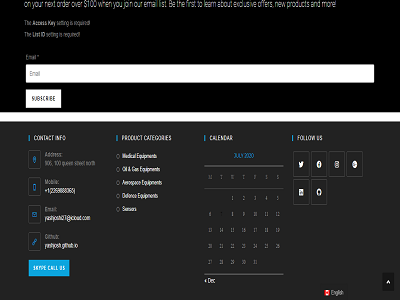 on your next order over $100 when you join our email list. Be the first to learn about exclusive offers, new products and more!
The Access Key setting is required!
The List ID setting is required!
Email *
Email
SUBSCRIBE
CONTACT INFO
Address:
906, 100 queen street north
Mobile:
Email:
yashjoshi27@icloud.com
Github:
yashjoshi.github.io
SKYPE CALL US
PRODUCT CATEGORIES
Medical Equipments
Oil & Gas Equipments
Aerospace Equipments
Defence Equipments
Sensors
CALENDAR
JULY 2020
M T W T F S S
1 2 3 4 5
6 7 8 9 10 11 12
13 14 15 16 17 18 19
20 21 22 23 24 25 26
27 28 29 30 31
« Dec
FOLLOW US
English